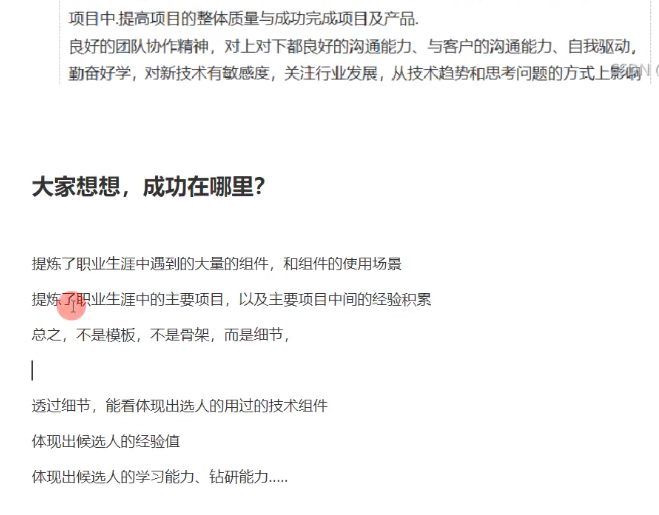 项目中.提高项目的整体质量与成功完成项目及产品.
良好的团队协作精神，对上对下都良好的沟通能力、与客户的沟通能力、自我驱动，
勤奋好学，对新技术有敏感度，关注行业发展，从技术趋势和思考问题的方式上影响
大家想想，成功在哪里？
提炼了职业生涯中遇到的大量的组件，和组件的使用场景
提炼了职业生涯中的主要项目，以及主要项目中间的经验积累
总之，不是模板，不是骨架，而是细节，
透过细节，能看体现出选人的用过的技术组件
体现出候选人的经验值
体现出候选人的学习能力、钻研能力.....